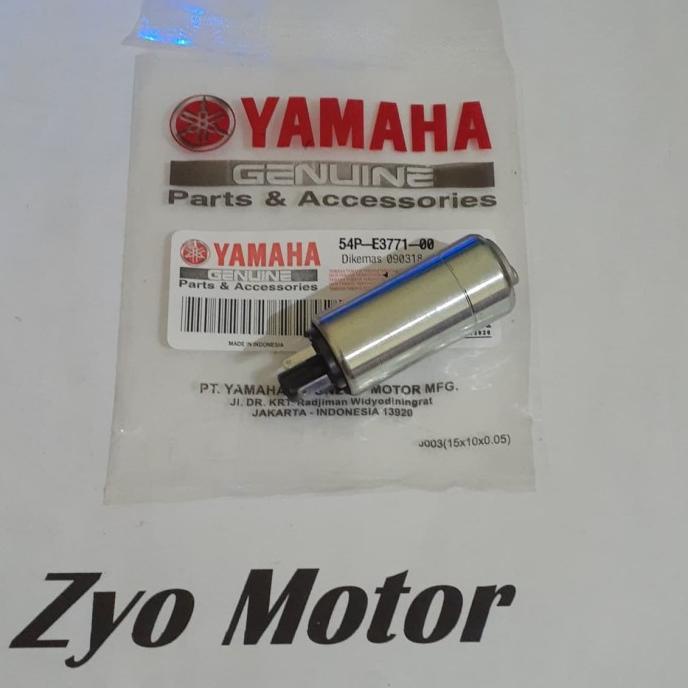 YAMAHA
GENUINE
Parts & Accessories
YAMAHA
GENUINE
Parts & Accessories
54P-E3771-00
Dikemas 090318
MADE IN INDONESIA
PT. YAMAHA MOTOR MFG.
Jl. DR. KRT. Radjiman Widyodiningrat
JAKARTA - INDONESIA 13920
003(15x10x0.05)
Zyo Motor